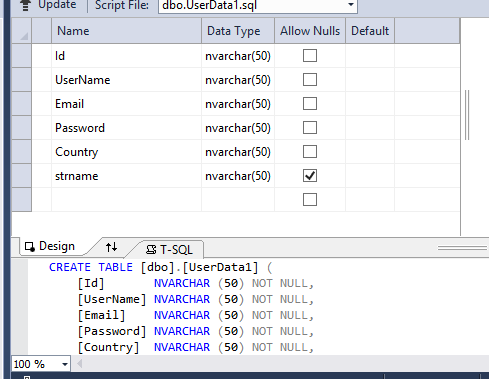 Update Script File: dbo.UserData1.sql
Name Data Type Allow Nulls Default
Id nvarchar(50)
UserName nvarchar(50)
Email nvarchar(50)
Password nvarchar(50)
Country nvarchar(50)
strname nvarchar(50)
Design T-SQL
CREATE TABLE [dbo].[UserData1] (
[Id] NVARCHAR (50) NOT NULL,
[UserName] NVARCHAR (50) NOT NULL,
[Email] NVARCHAR (50) NOT NULL,
[Password] NVARCHAR (50) NOT NULL,
[Country] NVARCHAR (50) NOT NULL,
100 %